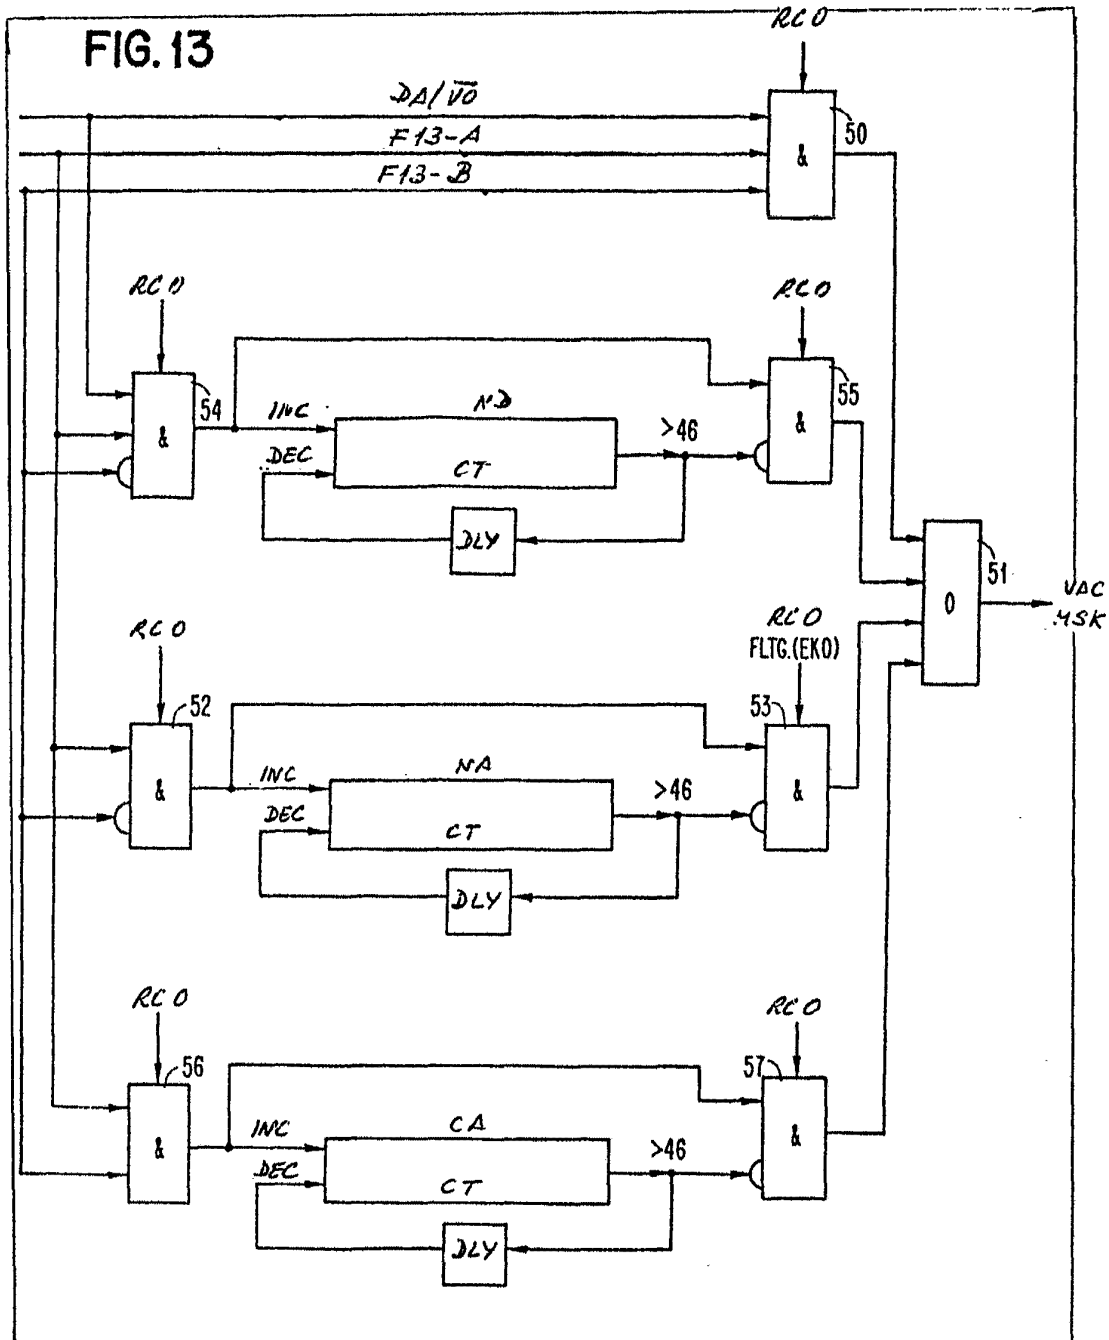 RCO
FIG. 13
DA/V̅O̅
F13-A
F13-B
50
&
RCO
RCO
54
&
INC
DEC
ND
CT
>46
DLY
55
&
51
O
VAC
MSK
RCO
RCO
FLTG.(EKO)
52
&
INC
DEC
NA
CT
>46
DLY
53
&
RCO
RCO
56
&
INC
DEC
CA
CT
>46
DLY
57
&